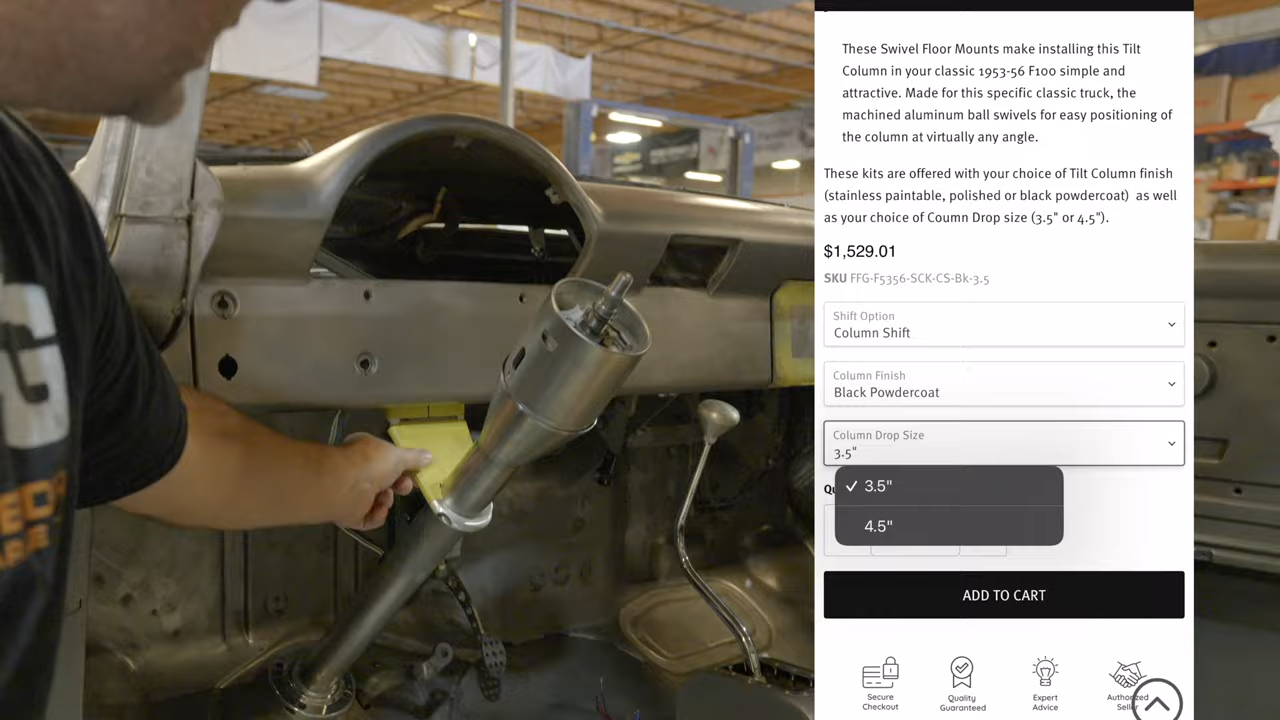 These Swivel Floor Mounts make installing this Tilt
Column in your classic 1953-56 F100 simple and
attractive. Made for this specific classic truck, the
machined aluminum ball swivels for easy positioning of
the column at virtually any angle.
These kits are offered with your choice of Tilt Column finish
(stainless paintable, polished or black powdercoat) as well
as your choice of Coumn Drop size (3.5" or 4.5").
$1,529.01
SKU FFG-F5356-SCK-CS-Bk-3.5
Shift Option
Column Shift
Column Finish
Black Powdercoat
Column Drop Size
3.5"
✓ 3.5"
4.5"
ADD TO CART
Secure
Checkout
Quality
Guaranteed
Expert
Advice
Authorized